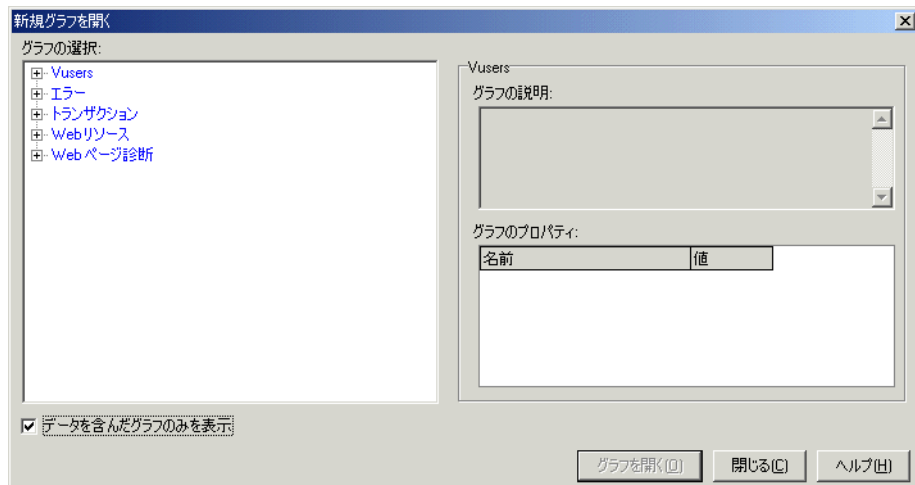 新規グラフを開く
グラフの選択:
Vusers
エラー
トランザクション
Webリソース
Web ページ診断
データを含んだグラフのみを表示
Vusers
グラフの説明:
グラフのプロパティ:
名前 値
グラフを開く(O) 閉じる(C) ヘルプ(H)